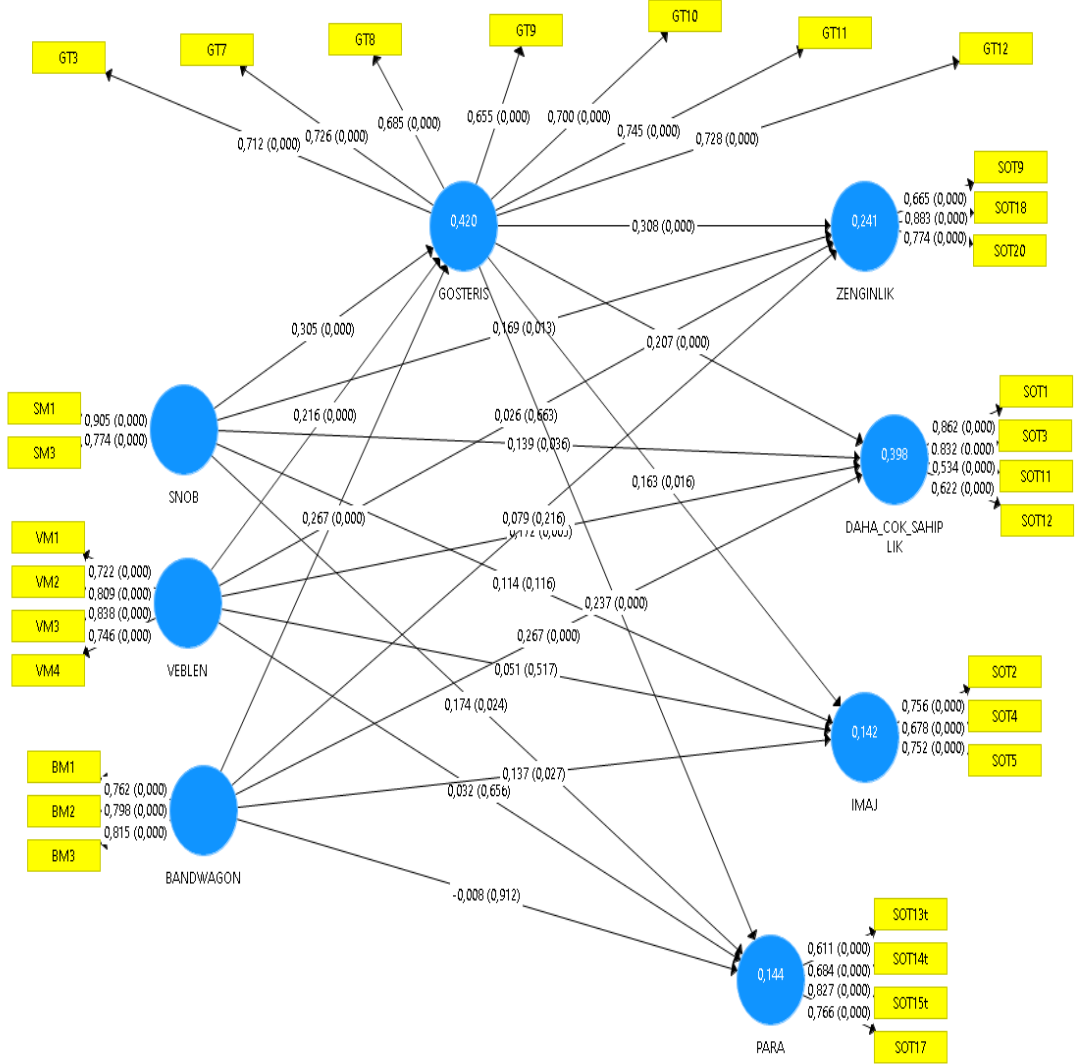 GT3
GT7
GT8
GT9
GT10
GT11
GT12
0,712 (0,000)
0,726 (0,000)
0,685 (0,000)
0,655 (0,000)
0,700 (0,000)
0,745 (0,000)
0,728 (0,000)
0,420
GOSTERIS
0,308 (0,000)
0,241
ZENGINLIK
0,665 (0,000)
0,883 (0,000)
0,774 (0,000)
SOT9
SOT18
SOT20
0,305 (0,000)
0,169 (0,013)
0,207 (0,000)
SM1
SM3
0,905 (0,000)
0,774 (0,000)
SNOB
0,216 (0,000)
0,026 (0,663)
0,139 (0,036)
0,163 (0,016)
0,398
DAHA_COK_SAHIP
LIK
0,862 (0,000)
0,832 (0,000)
0,534 (0,000)
0,622 (0,000)
SOT1
SOT3
SOT11
SOT12
0,267 (0,000)
0,079 (0,216)
VM1
VM2
VM3
VM4
0,722 (0,000)
0,809 (0,000)
0,838 (0,000)
0,746 (0,000)
VEBLEN
0,114 (0,116)
0,237 (0,000)
0,267 (0,000)
0,051 (0,517)
0,174 (0,024)
0,142
IMAJ
0,756 (0,000)
0,678 (0,000)
0,752 (0,000)
SOT2
SOT4
SOT5
BM1
BM2
BM3
0,762 (0,000)
0,798 (0,000)
0,815 (0,000)
BANDWAGON
0,137 (0,027)
0,032 (0,656)
-0,008 (0,912)
0,144
PARA
0,611 (0,000)
0,684 (0,000)
0,827 (0,000)
0,766 (0,000)
SOT13t
SOT14t
SOT15t
SOT17